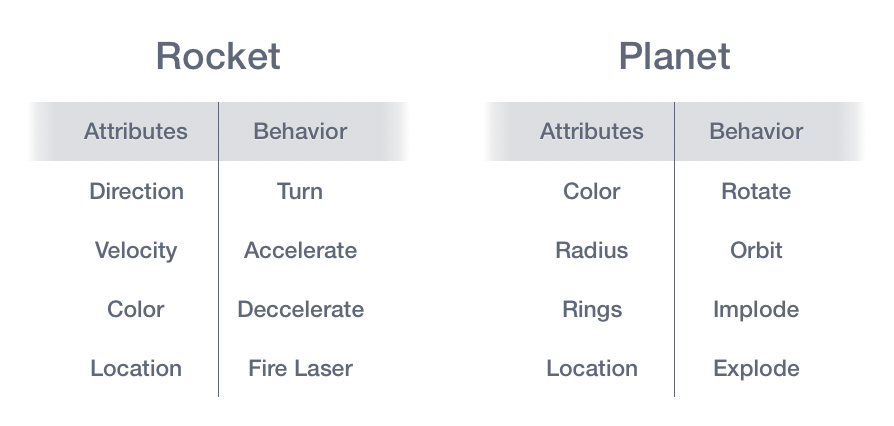 Rocket
Attributes Behavior
Direction Turn
Velocity Accelerate
Color Deccelerate
Location Fire Laser
Planet
Attributes Behavior
Color Rotate
Radius Orbit
Rings Implode
Location Explode